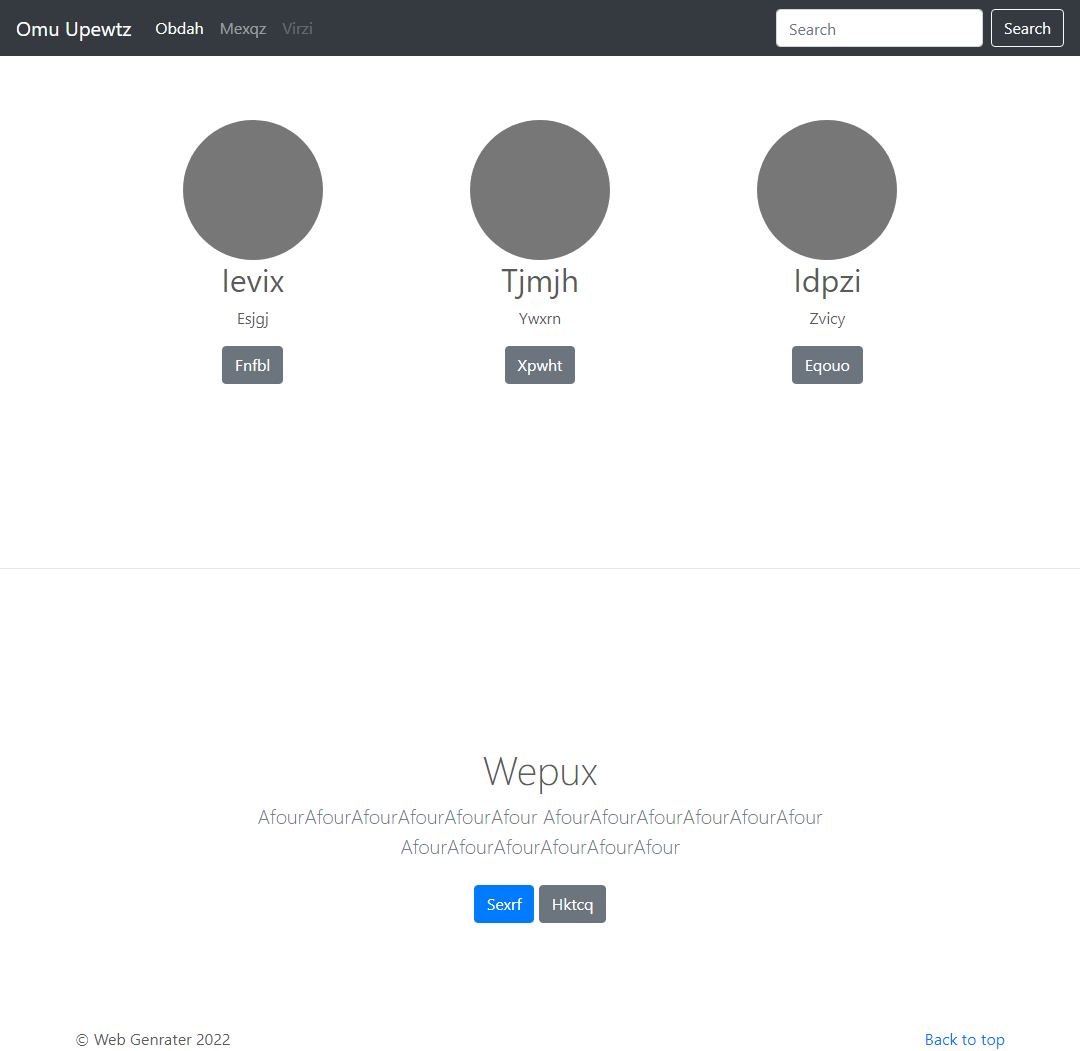 Omu Upewtz Obdah Mexqz Virzi Search Search
Ievix Tjmjh Idpzi
Esjgj Ywxrn Zvicy
Fnfbl Xpwht Eqouo
Wepux
AfourAfourAfourAfourAfourAfour AfourAfourAfourAfourAfourAfour
AfourAfourAfourAfourAfourAfour
Sexrf Hktcq
© Web Genrater 2022 Back to top